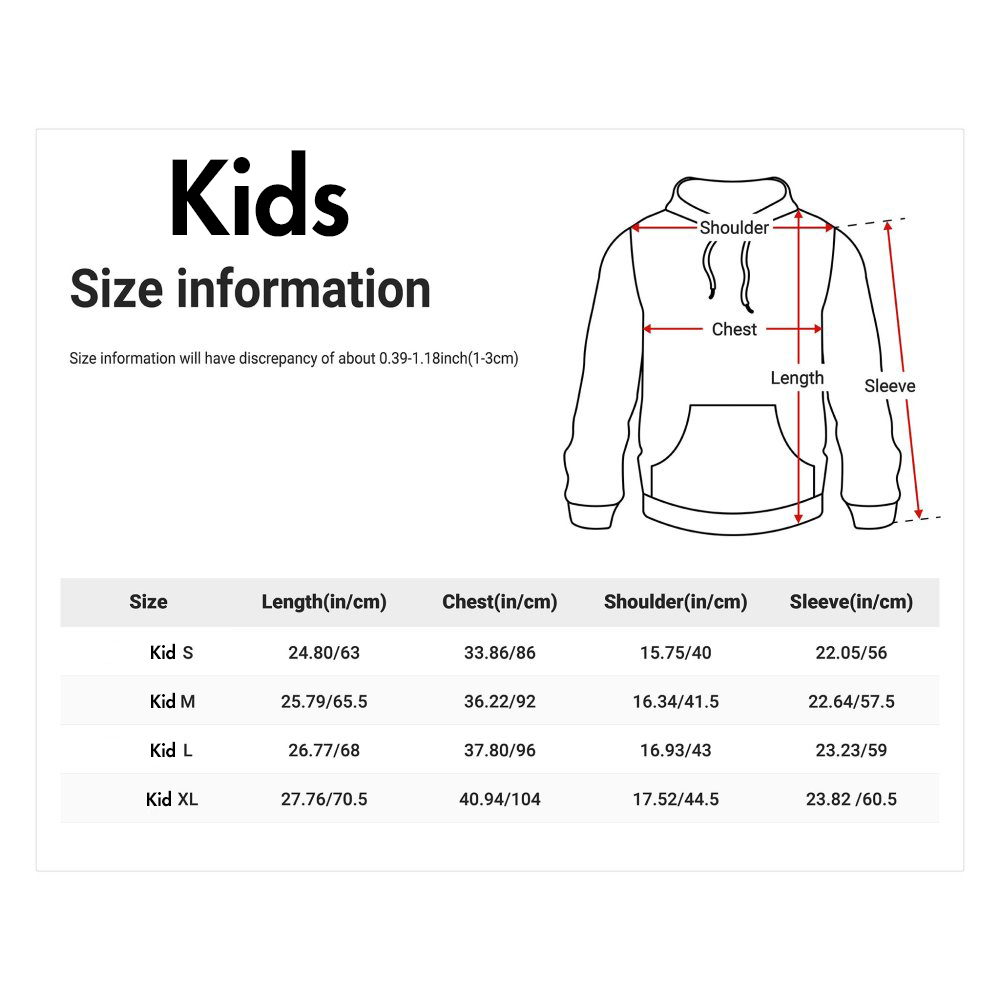 Kids
Size information
Size information will have discrepancy of about 0.39-1.18inch(1-3cm)
Shoulder
Chest
Length
Sleeve
Size Length(in/cm) Chest(in/cm) Shoulder(in/cm) Sleeve(in/cm)
Kid S 24.80/63 33.86/86 15.75/40 22.05/56
Kid M 25.79/65.5 36.22/92 16.34/41.5 22.64/57.5
Kid L 26.77/68 37.80/96 16.93/43 23.23/59
Kid XL 27.76/70.5 40.94/104 17.52/44.5 23.82 /60.5